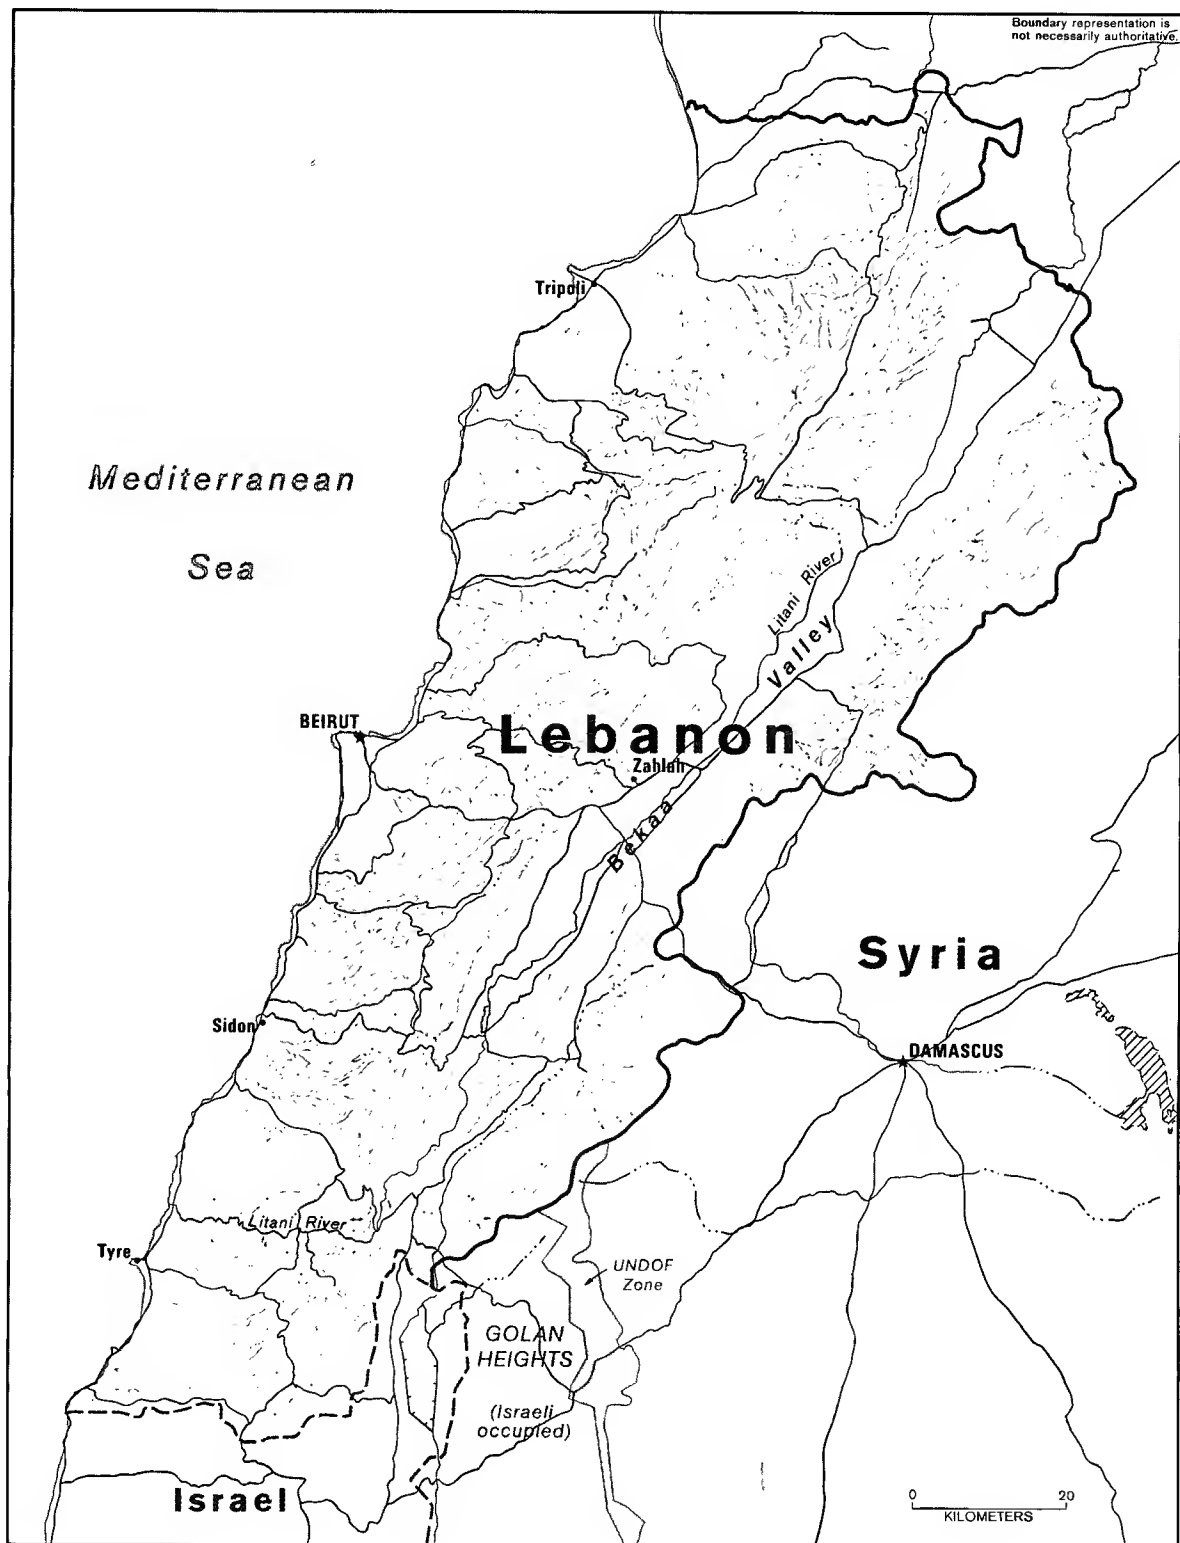 Boundary representation is
not necessarily authoritative.
Tripoli
Mediterranean
Sea
Litani River
Valley
BEIRUT
Lebanon
Zahlah
Bekaa
Syria
Sidon
DAMASCUS
Litani River
Tyre
UNDOF
Zone
GOLAN
HEIGHTS
(Israeli
occupied)
Israel
0 20
KILOMETERS